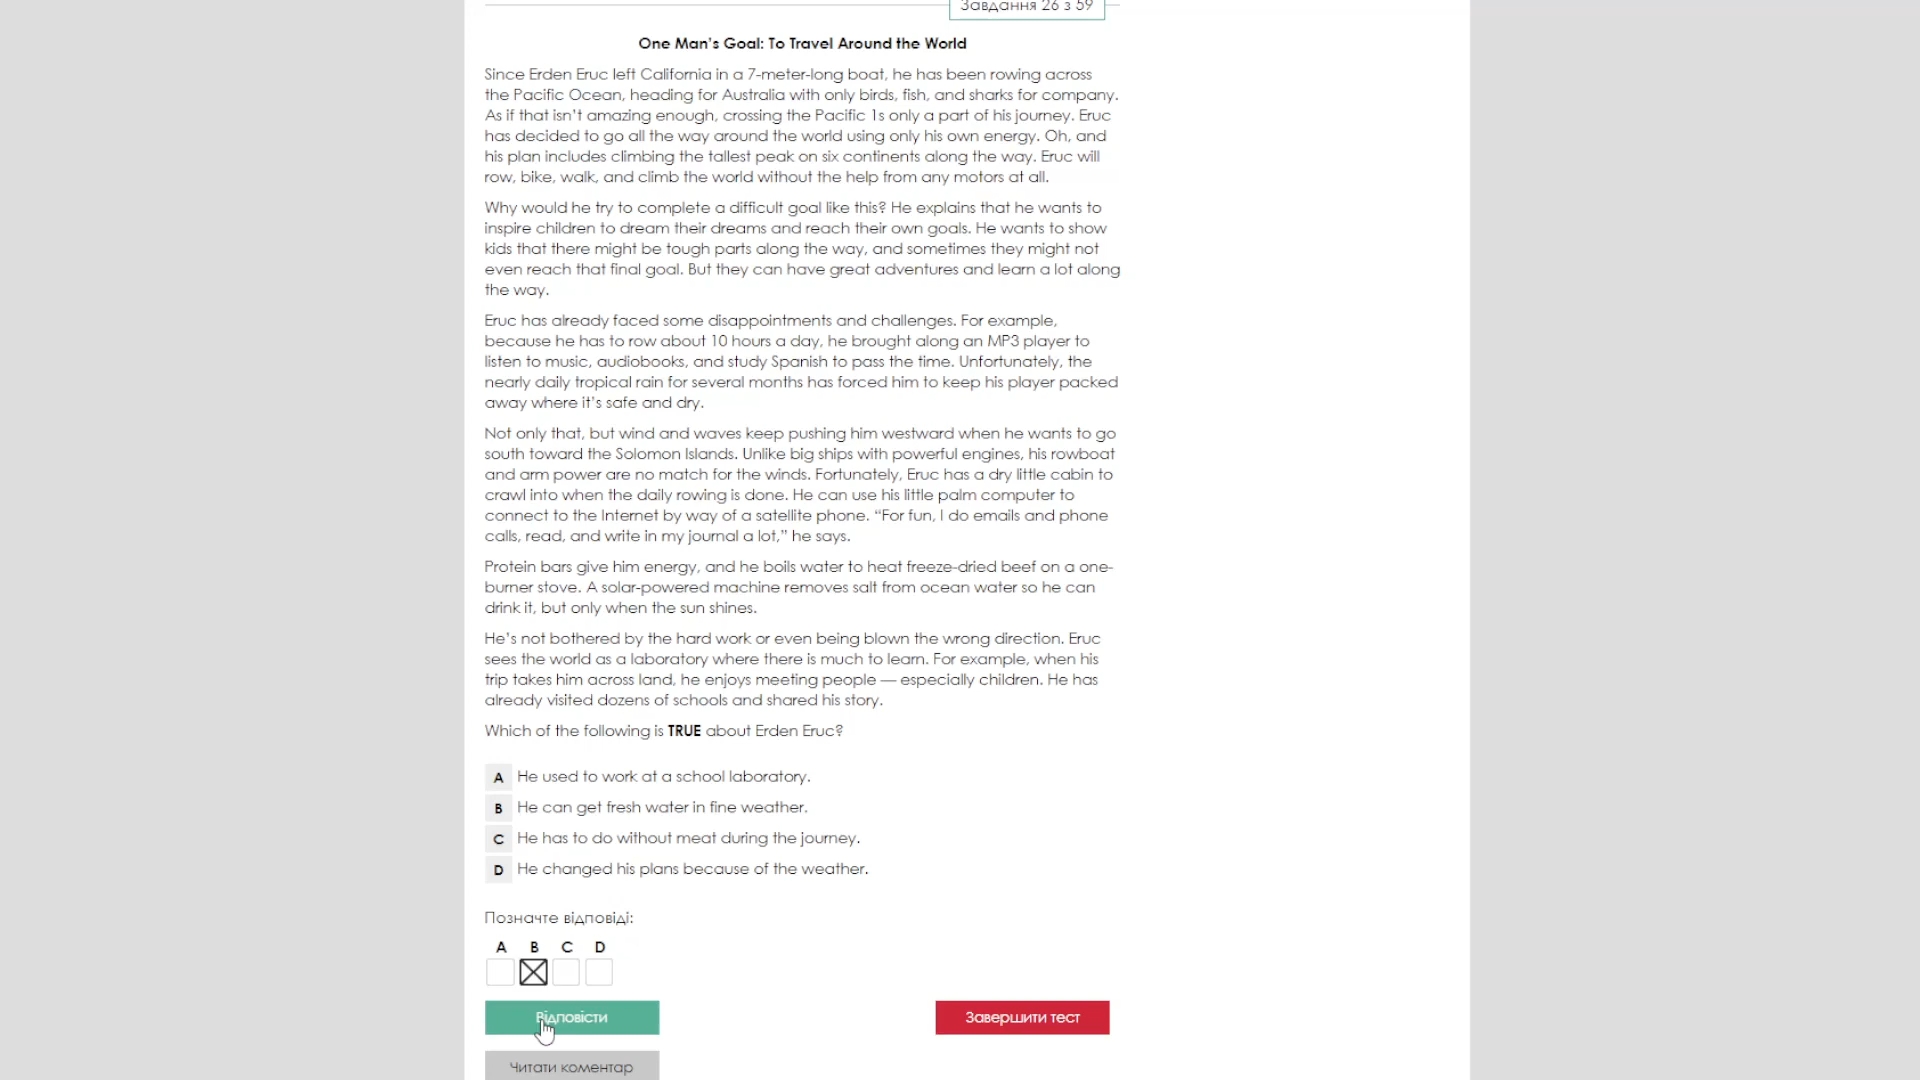 Завдання 26 з 59
One Man's Goal: To Travel Around the World
Since Erden Eruc left California in a 7-meter-long boat, he has been rowing across
the Pacific Ocean, heading for Australia with only birds, fish, and sharks for company.
As if that isn't amazing enough, crossing the Pacific 1s only a part of his journey. Eruc
has decided to go all the way around the world using only his own energy. Oh, and
his plan includes climbing the tallest peak on six continents along the way. Eruc will
row, bike, walk, and climb the world without the help from any motors at all.
Why would he try to complete a difficult goal like this? He explains that he wants to
inspire children to dream their dreams and reach their own goals. He wants to show
kids that there might be tough parts along the way, and sometimes they might not
even reach that final goal. But they can have great adventures and learn a lot along
the way.
Eruc has already faced some disappointments and challenges. For example,
because he has to row about 10 hours a day, he brought along an MP3 player to
listen to music, audiobooks, and study Spanish to pass the time. Unfortunately, the
nearly daily tropical rain for several months has forced him to keep his player packed
away where it's safe and dry.
Not only that, but wind and waves keep pushing him westward when he wants to go
south toward the Solomon Islands. Unlike big ships with powerful engines, his rowboat
and arm power are no match for the winds. Fortunately, Eruc has a dry little cabin to
crawl into when the daily rowing is done. He can use his little palm computer to
connect to the Internet by way of a satellite phone. “For fun, I do emails and phone
calls, read, and write in my journal a lot,” he says.
Protein bars give him energy, and he boils water to heat freeze-dried beef on a one-
burner stove. A solar-powered machine removes salt from ocean water so he can
drink it, but only when the sun shines.
He's not bothered by the hard work or even being blown the wrong direction. Eruc
sees the world as a laboratory where there is much to learn. For example, when his
trip takes him across land, he enjoys meeting people — especially children. He has
already visited dozens of schools and shared his story.
Which of the following is TRUE about Erden Eruc?
A He used to work at a school laboratory.
B He can get fresh water in fine weather.
C He has to do without meat during the journey.
D He changed his plans because of the weather.
Позначте відповіді:
A B C D
Відповісти
Завершити тест
Читати коментар